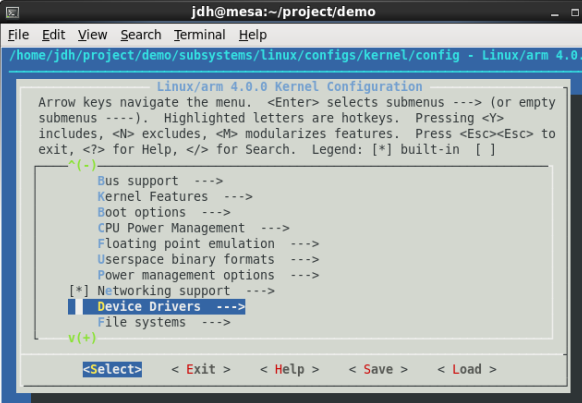 jdh@mesa:~/project/demo
File Edit View Search Terminal Help
/home/jdh/project/demo/subsystems/linux/configs/kernel/config - Linux/arm 4.0.
Linux/arm 4.0.0 Kernel Configuration
Arrow keys navigate the menu. <Enter> selects submenus ---> (or empty
submenus ----). Highlighted letters are hotkeys. Pressing <Y>
includes, <N> excludes, <M> modularizes features. Press <Esc><Esc> to
exit, <?> for Help, </> for Search. Legend: [*] built-in [ ]
^(-)
Bus support --->
Kernel Features --->
Boot options --->
CPU Power Management --->
Floating point emulation --->
Userspace binary formats --->
Power management options --->
[*] Networking support --->
Device Drivers --->
File systems --->
v(+)
<Select> < Exit > < Help > < Save > < Load >